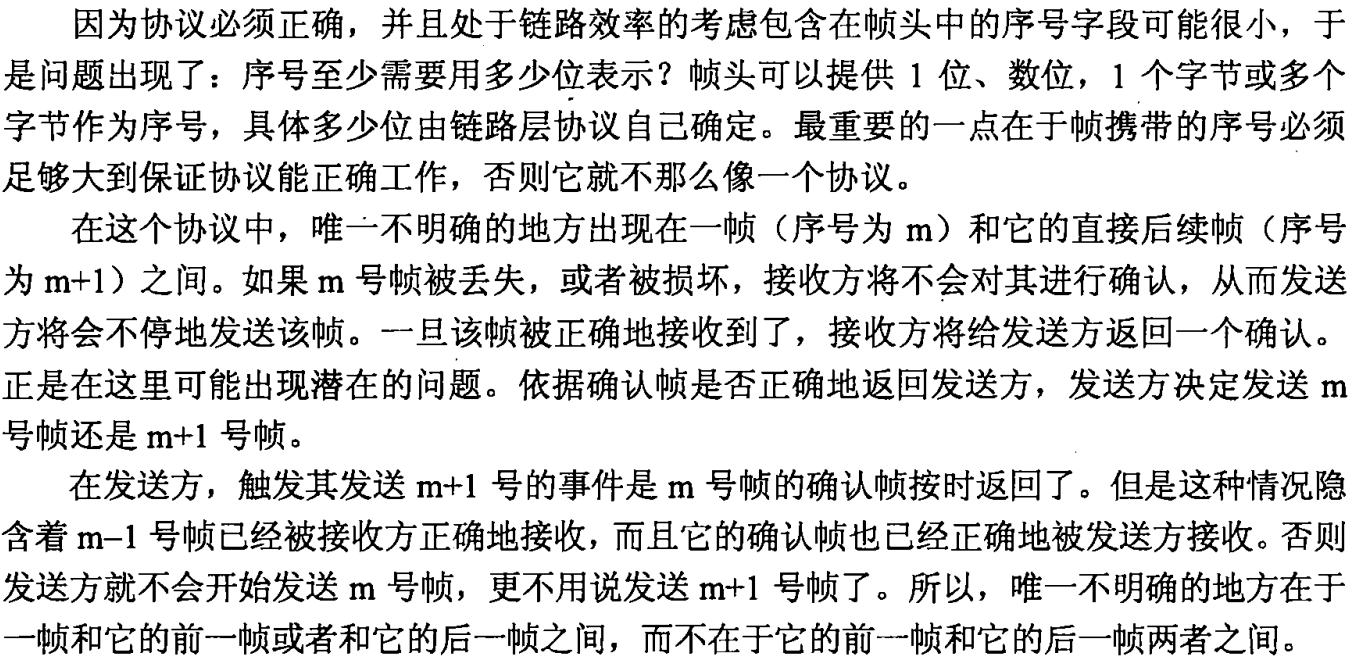 因为协议必须正确，并且处于链路效率的考虑包含在帧头中的序号字段可能很小，于
是问题出现了：序号至少需要用多少位表示？帧头可以提供 1 位、数位，1 个字节或多个
字节作为序号，具体多少位由链路层协议自己确定。最重要的一点在于帧携带的序号必须
足够大到保证协议能正确工作，否则它就不那么像一个协议。
在这个协议中，唯一不明确的地方出现在一帧（序号为 m）和它的直接后续帧（序号
为 m+1）之间。如果 m 号帧被丢失，或者被损坏，接收方将不会对其进行确认，从而发送
方将会不停地发送该帧。一旦该帧被正确地接收到了，接收方将给发送方返回一个确认。
正是在这里可能出现潜在的问题。依据确认帧是否正确地返回发送方，发送方决定发送 m
号帧还是 m+1 号帧。
在发送方，触发其发送 m+1 号的事件是 m 号帧的确认帧按时返回了。但是这种情况隐
含着 m–1 号帧已经被接收方正确地接收，而且它的确认帧也已经正确地被发送方接收。否则
发送方就不会开始发送 m 号帧，更不用说发送 m+1 号帧了。所以，唯一不明确的地方在于
一帧和它的前一帧或者和它的后一帧之间，而不在于它的前一帧和它的后一帧两者之间。